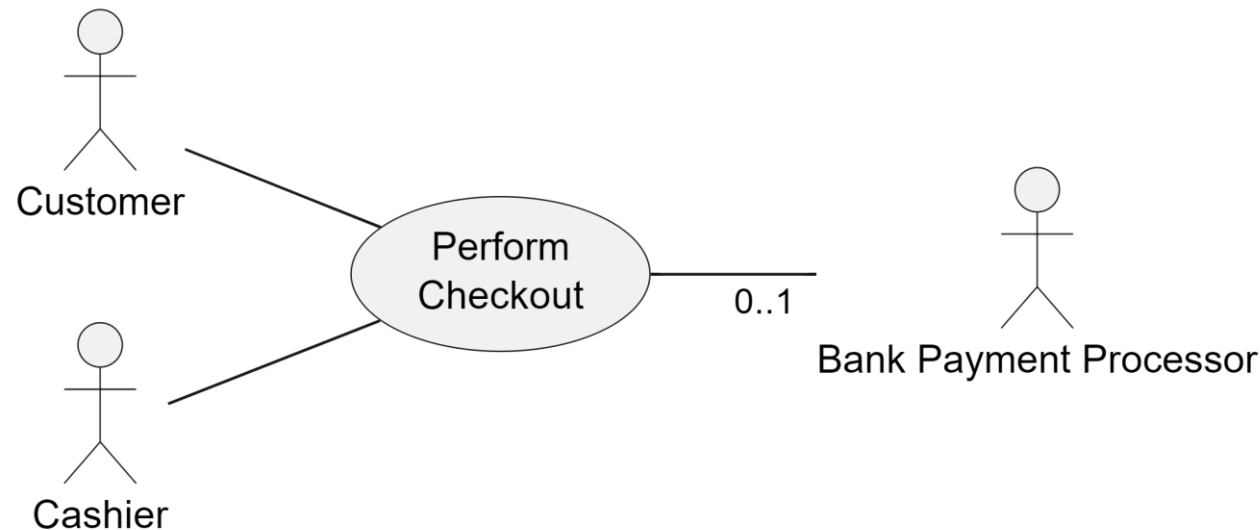 Customer
Perform
Checkout
0..1
Bank Payment Processor
Cashier